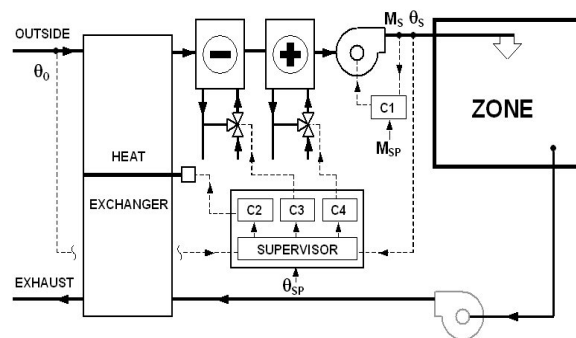 OUTSIDE
θ0
HEAT
EXCHANGER
−
+
MS θS
C1
MSP
ZONE
C2 C3 C4
SUPERVISOR
θSP
EXHAUST